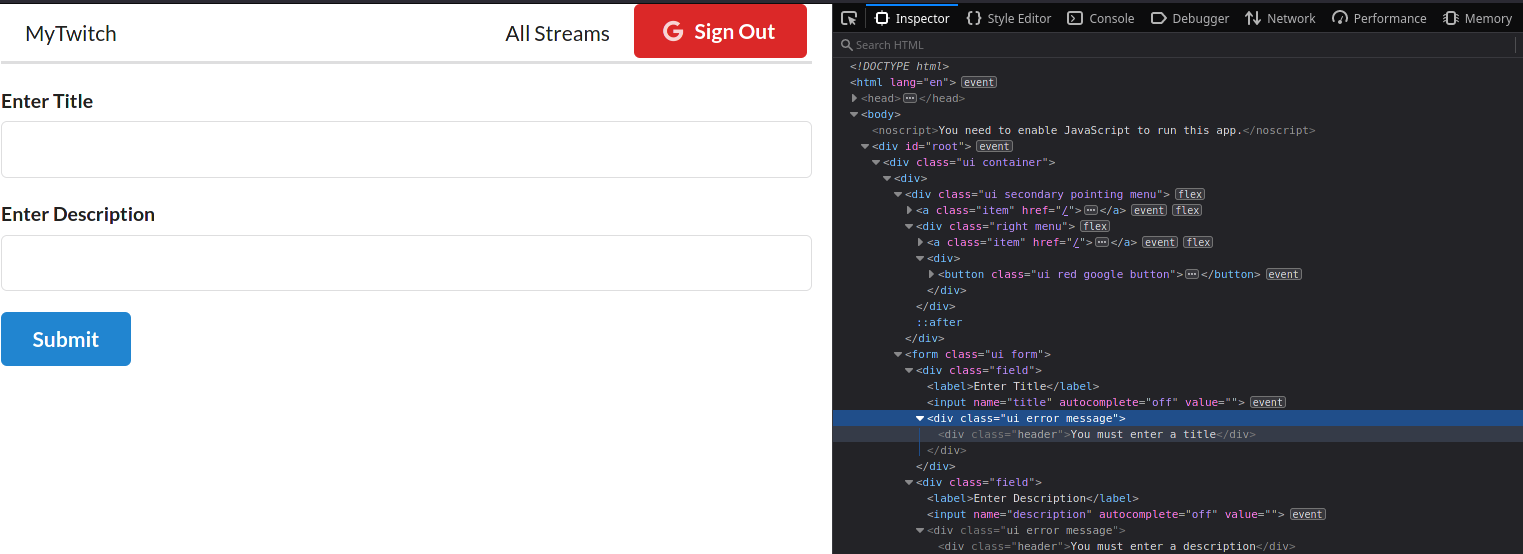 MyTwitch
All Streams
Sign Out
Enter Title
Enter Description
Submit
Inspector
Style Editor
Console
Debugger
Network
Performance
Memory
Search HTML
<!DOCTYPE html>
<html lang="en"> event
<head> ··· </head>
<body>
<noscript>You need to enable JavaScript to run this app.</noscript>
<div id="root"> event
<div class="ui container">
<div>
<div class="ui secondary pointing menu"> flex
<a class="item" href="/"> ··· </a> event flex
<div class="right menu"> flex
<a class="item" href="/"> ··· </a> event flex
<div>
<button class="ui red google button"> ··· </button> event
</div>
</div>
::after
</div>
<form class="ui form">
<div class="field">
<label>Enter Title</label>
<input name="title" autocomplete="off" value=""> event
<div class="ui error message">
<div class="header">You must enter a title</div>
</div>
</div>
<div class="field">
<label>Enter Description</label>
<input name="description" autocomplete="off" value=""> event
<div class="ui error message">
<div class="header">You must enter a description</div>